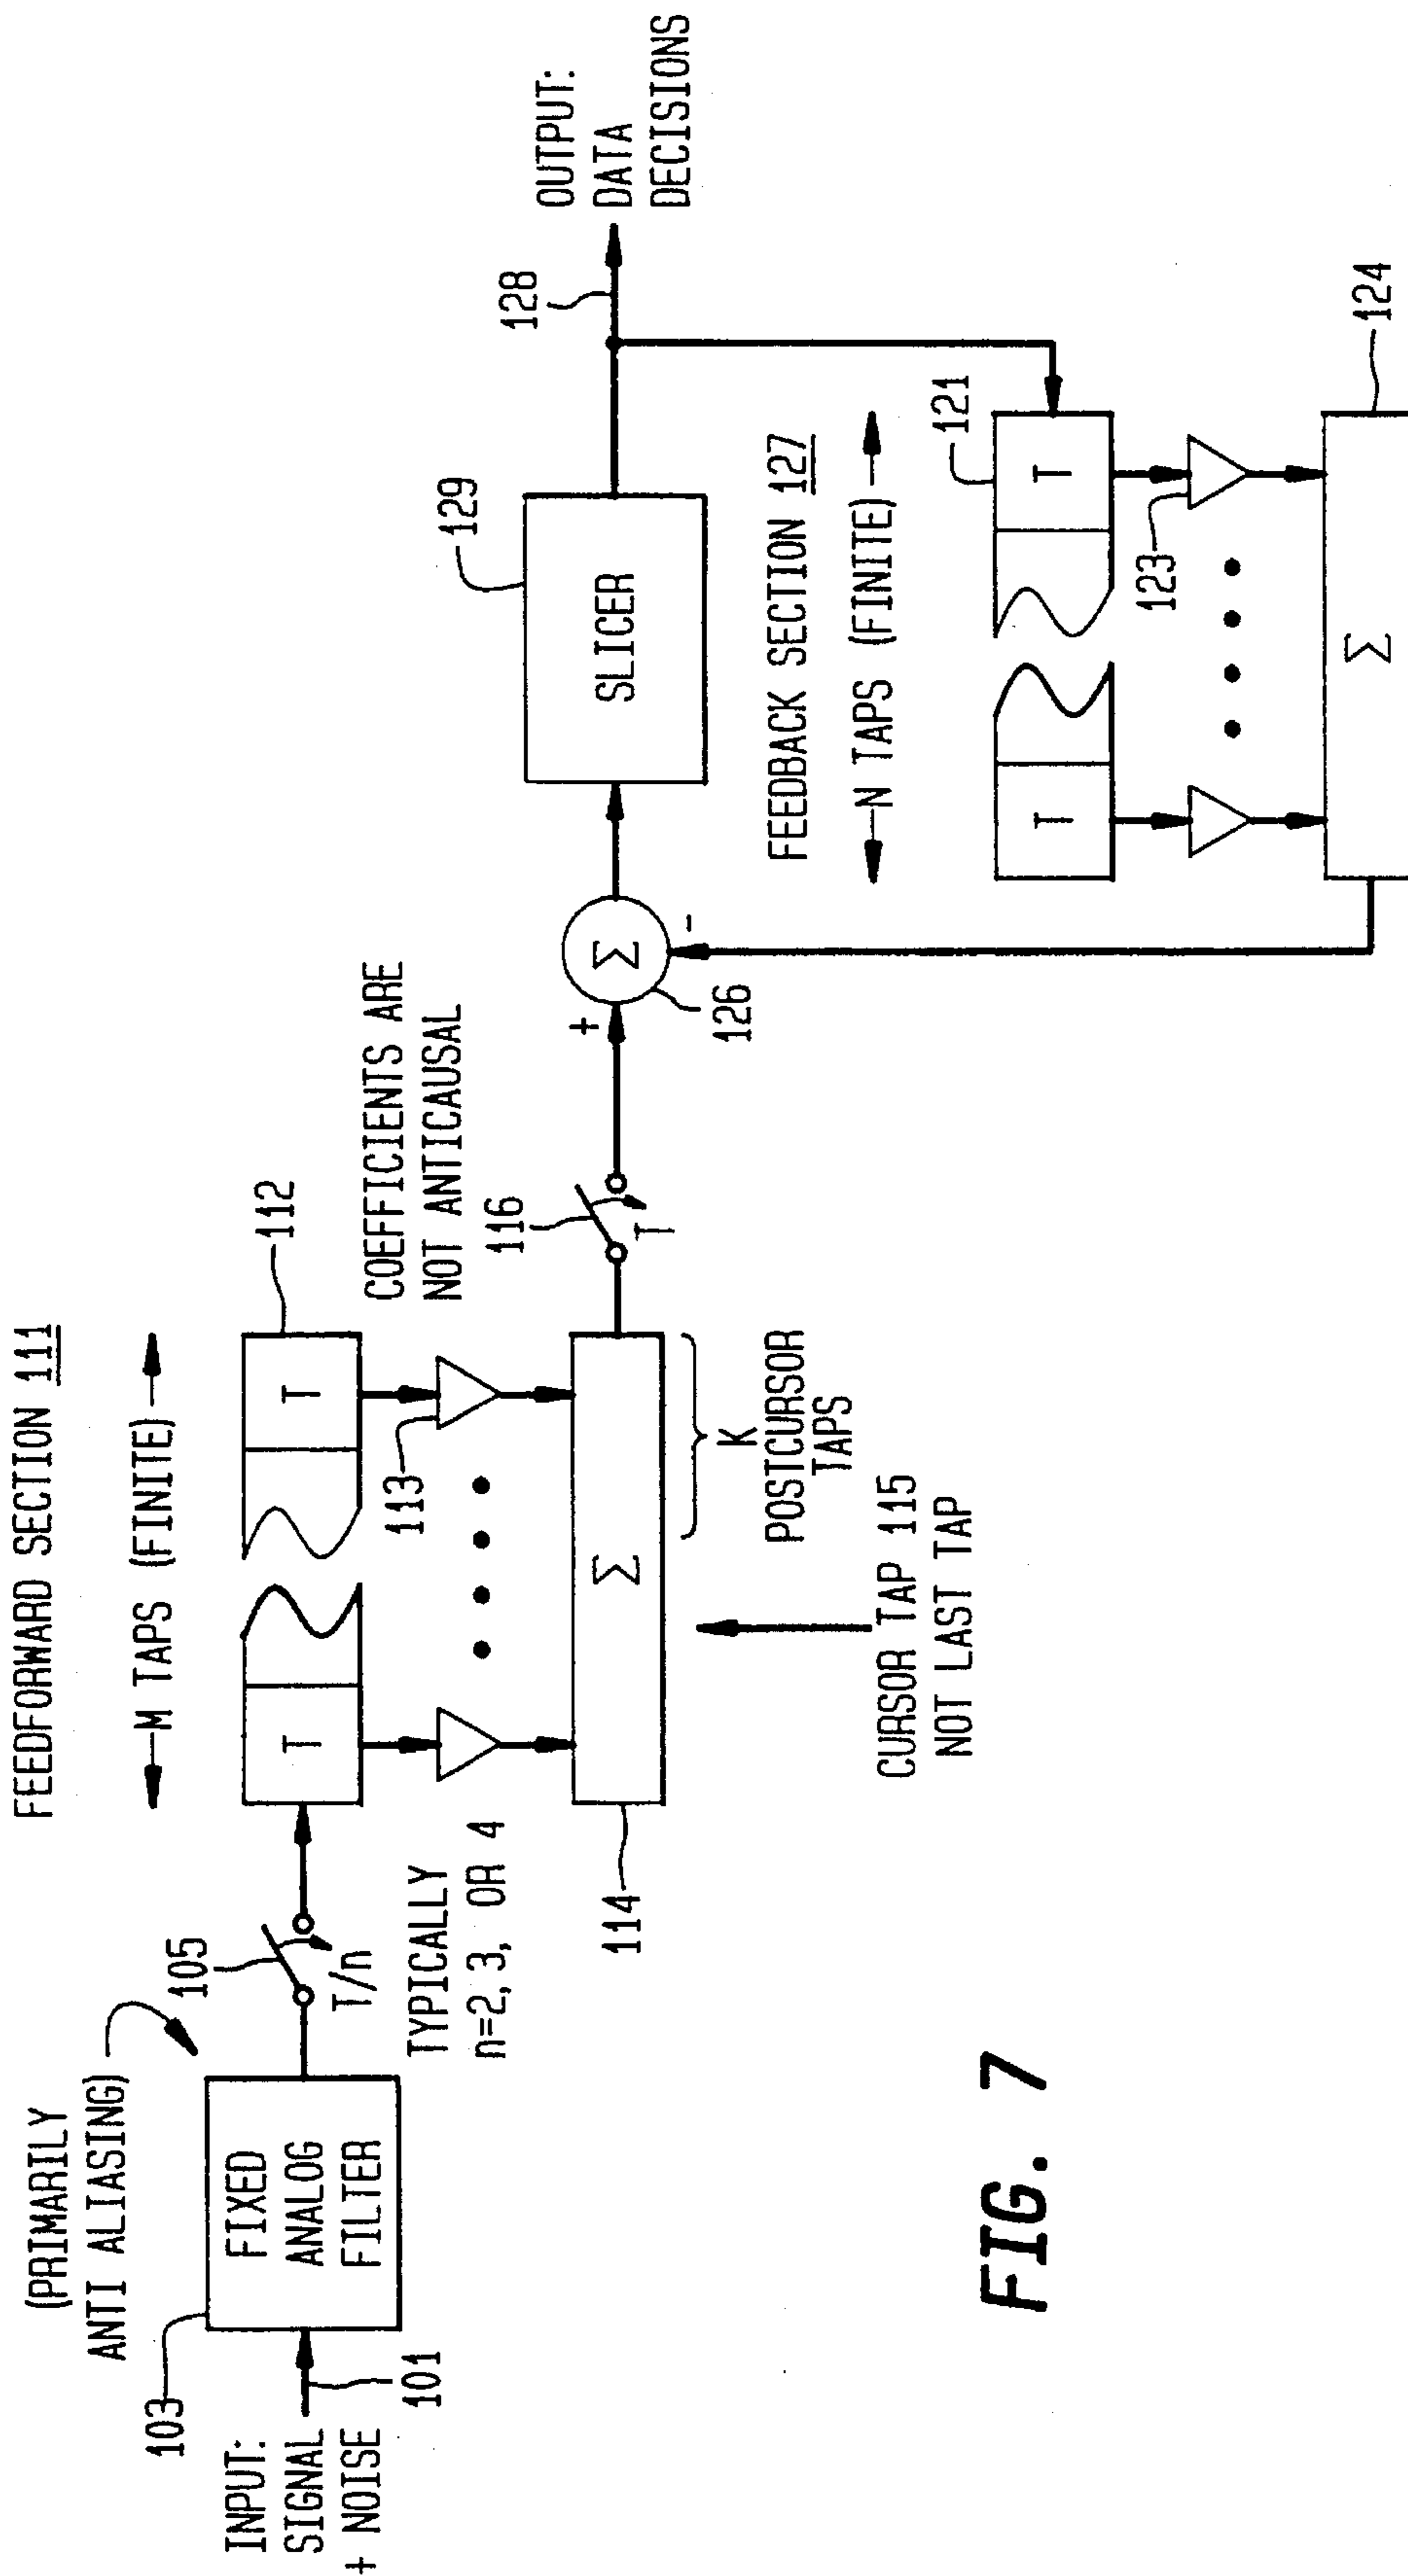 FEEDFORWARD SECTION 111
M TAPS (FINITE)
(PRIMARILY
ANTI ALIASING)
103
INPUT:
SIGNAL
+ NOISE
101
FIXED
ANALOG
FILTER
105
T/n
TYPICALLY
n=2, 3, OR 4
T
T
112
113
Σ
114
K
POSTCURSOR
TAPS
CURSOR TAP 115
NOT LAST TAP
COEFFICIENTS ARE
NOT ANTICAUSAL
116
T
+
Σ
-
126
SLICER
129
128
OUTPUT:
DATA
DECISIONS
FEEDBACK SECTION 127
N TAPS (FINITE)
T
T
121
123
Σ
124
FIG. 7